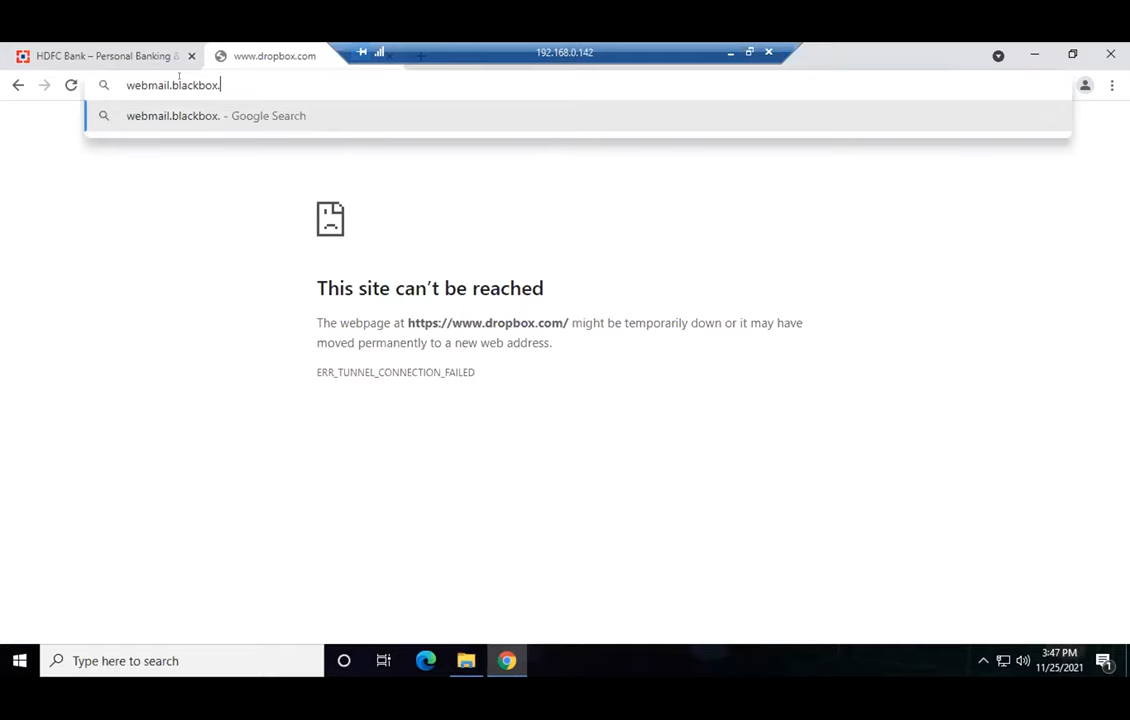 192.168.0.142
HDFC Bank – Personal Banking &
www.dropbox.com
webmail.blackbox.
webmail.blackbox. - Google Search
This site can't be reached
The webpage at https://www.dropbox.com/ might be temporarily down or it may have
moved permanently to a new web address.
ERR_TUNNEL_CONNECTION_FAILED
Type here to search
3:47 PM
11/25/2021
1